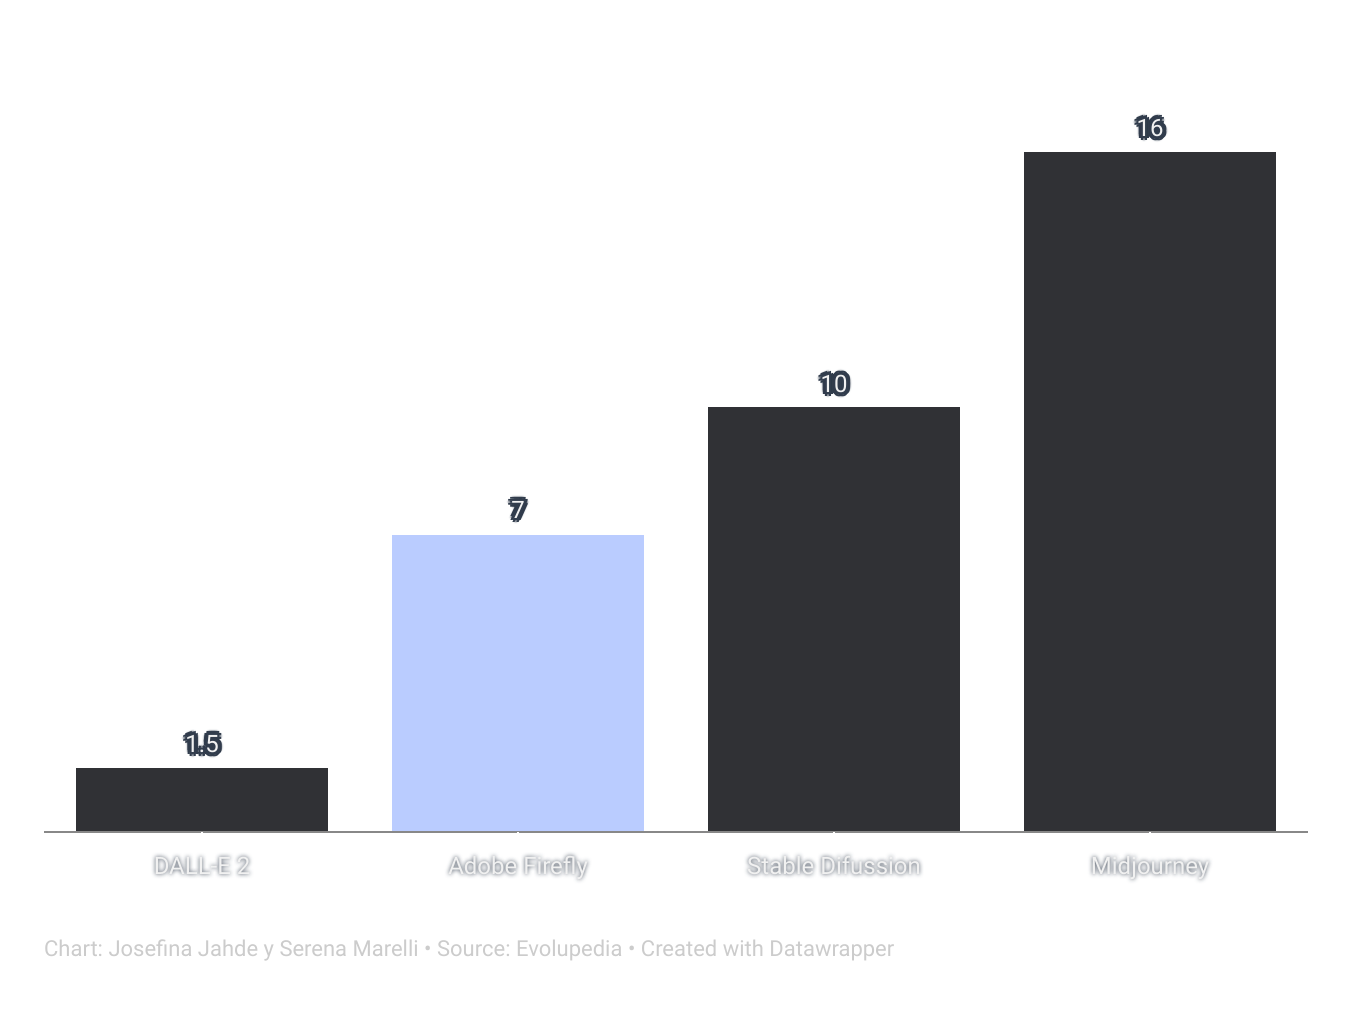 16
10
7
1.5
DALL-E 2 Adobe Firefly Stable Difussion Midjourney
Chart: Josefina Jahde y Serena Marelli • Source: Evolupedia • Created with Datawrapper